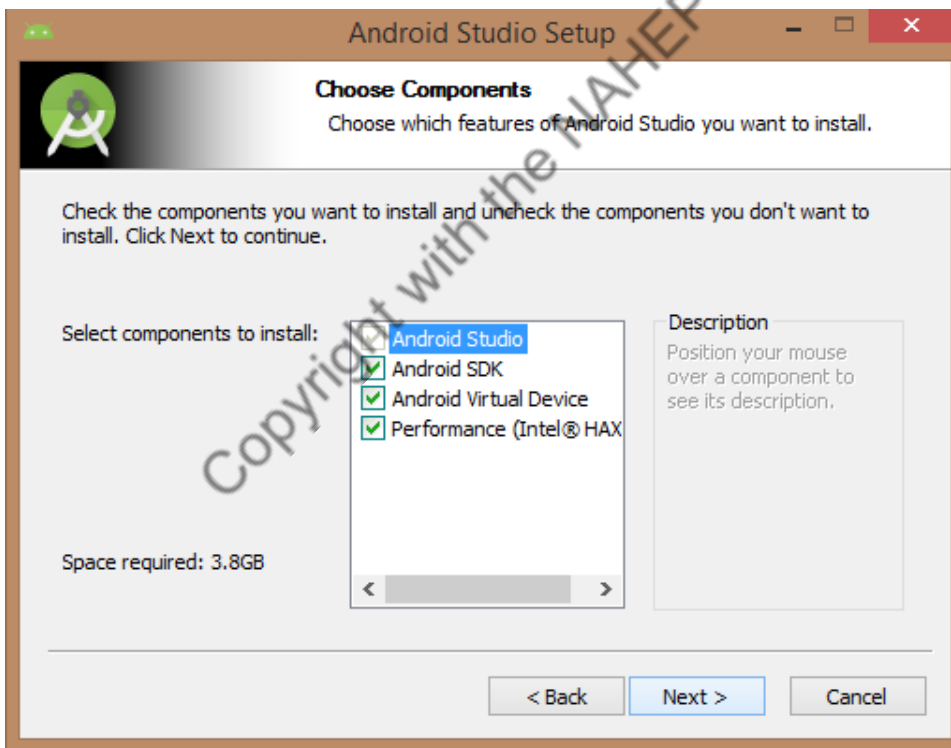 Android Studio Setup
Choose Components
Choose which features of Android Studio you want to install.
Check the components you want to install and uncheck the components you don't want to
install. Click Next to continue.
Select components to install:
Android Studio
Android SDK
Android Virtual Device
Performance (Intel® HAX
Description
Position your mouse
over a component to
see its description.
Space required: 3.8GB
< Back
Next >
Cancel
Copyright with the NAHEP